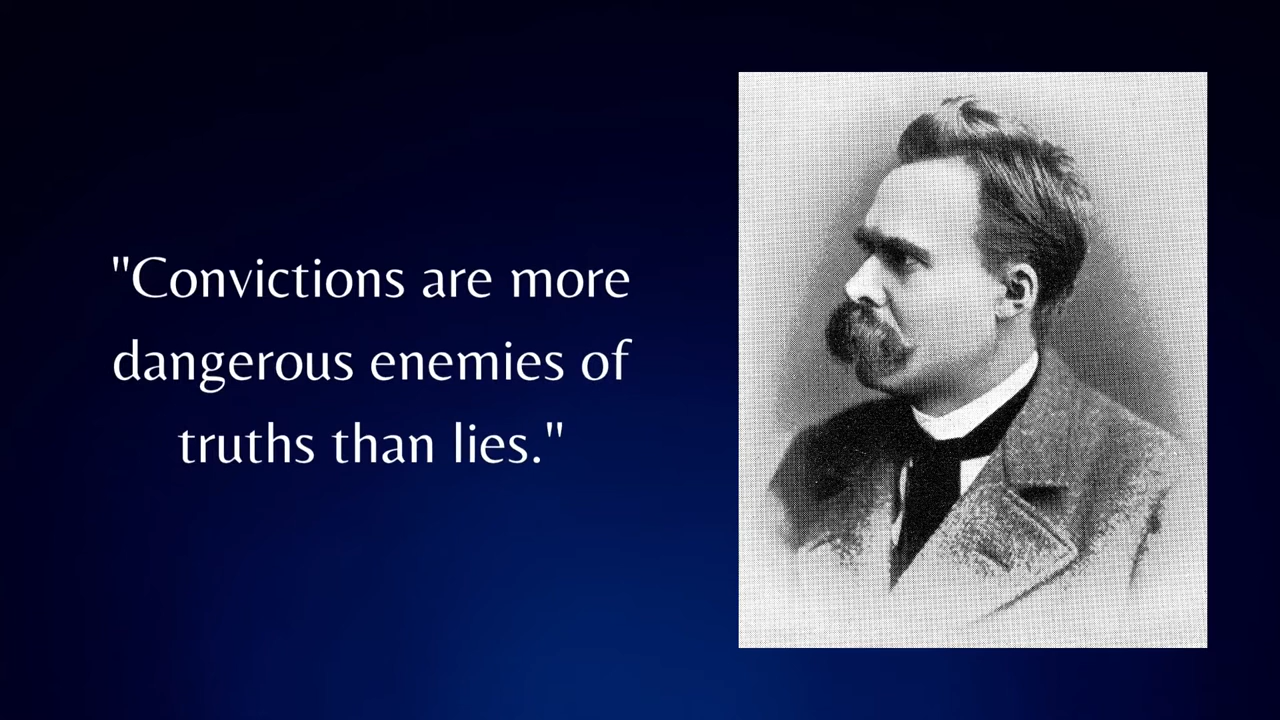 "Convictions are more
dangerous enemies of
truths than lies."